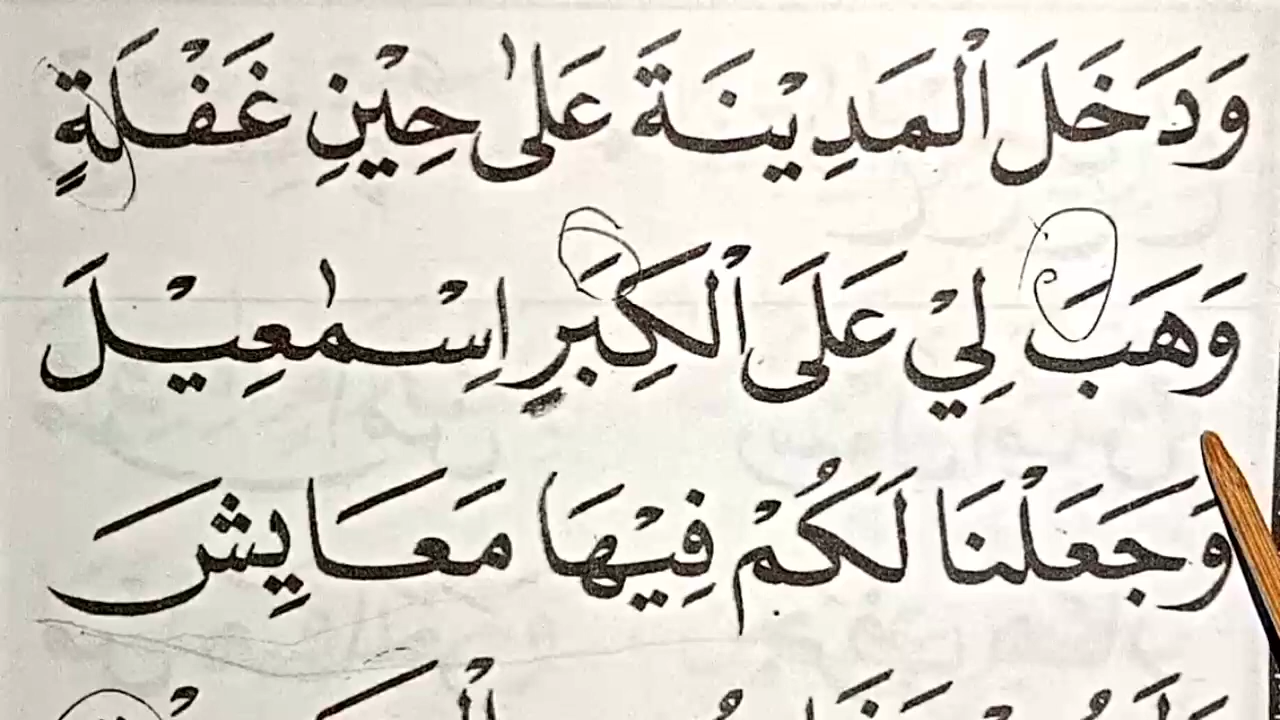 وَدَخَلَ الْمَدِيْنَةَ عَلٰى حِيْنِ غَفْلَةٍ
وَهَبَ لِيْ عَلَى الْكِبَرِ اِسْمٰعِيْلَ
وَجَعَلْنَا لَكُمْ فِيْهَا مَعَايِشَ